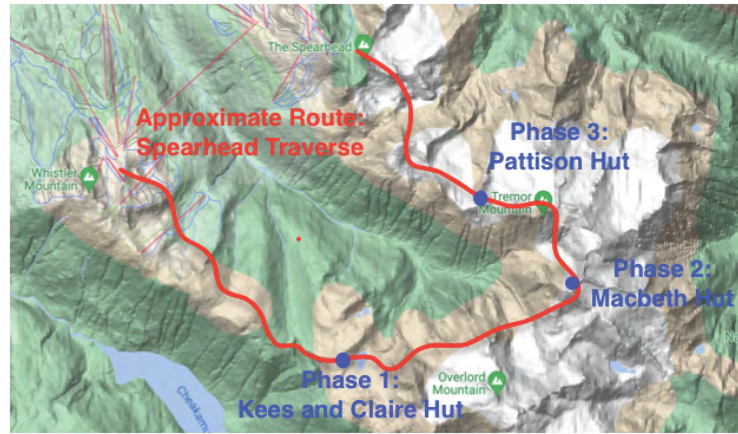 The Spearhead
Approximate Route:
Spearhead Traverse
Phase 3:
Pattison Hut
Whistler
Mountain
Tremor
Mountain
Phase 2:
Macbeth Hut
Phase 1:
Kees and Claire Hut
Overlord
Mountain
Cheakamu
Ne